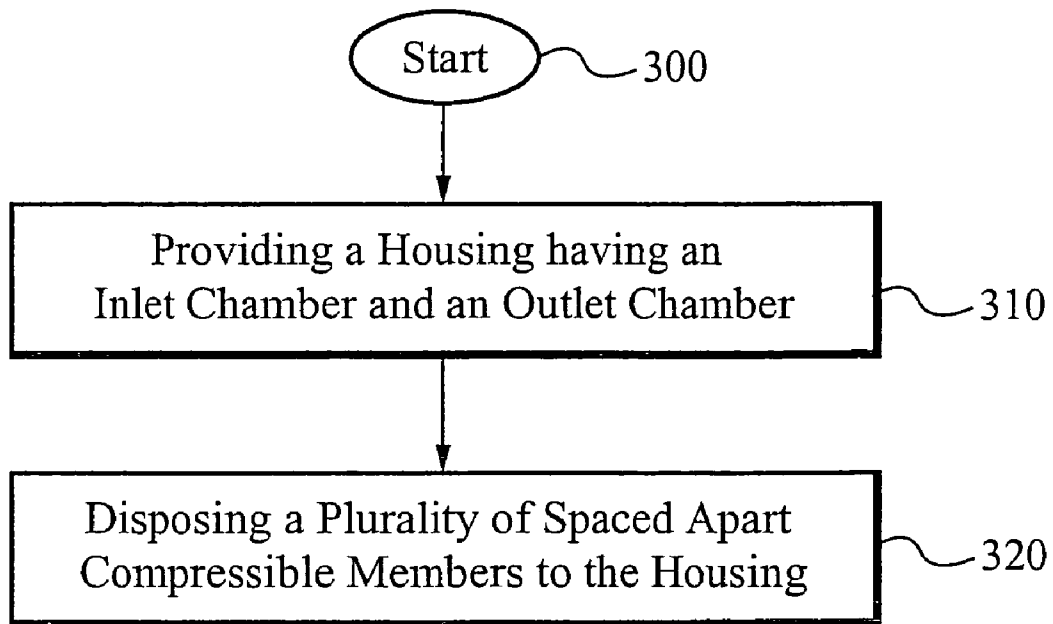 Start
300
Providing a Housing having an
Inlet Chamber and an Outlet Chamber
310
Disposing a Plurality of Spaced Apart
Compressible Members to the Housing
320